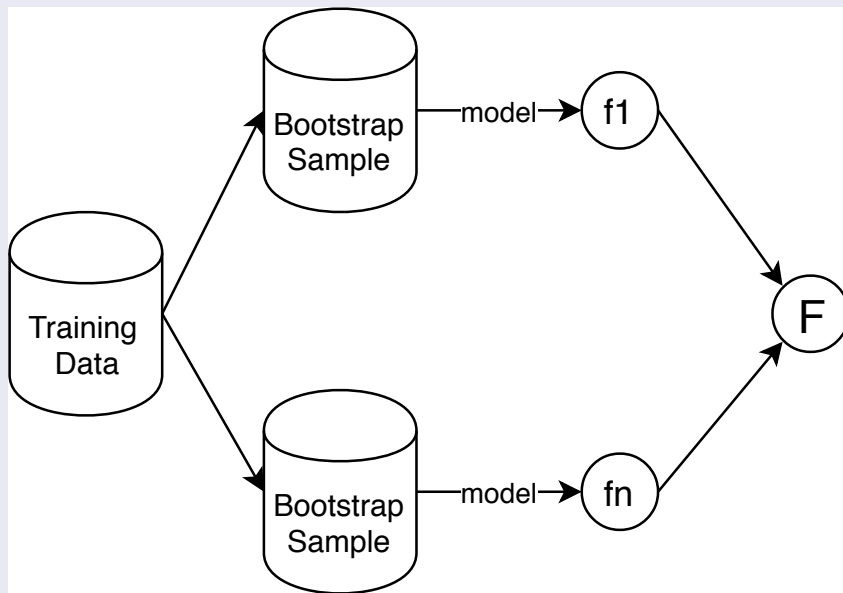 Bootstrap
Sample
model
f1
Training
Data
F
Bootstrap
Sample
model
fn